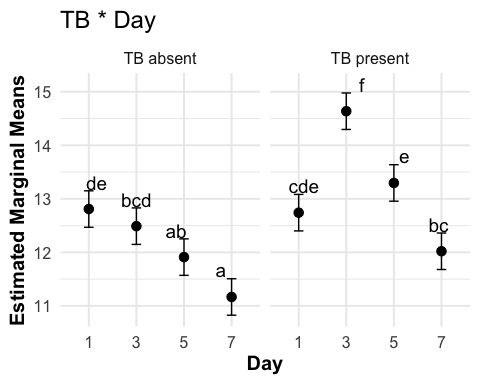 TB * Day
TB absent
TB present
Estimated Marginal Means
15
14
13
12
11
de
bcd
ab
a
cde
f
e
bc
1 3 5 7
1 3 5 7
Day